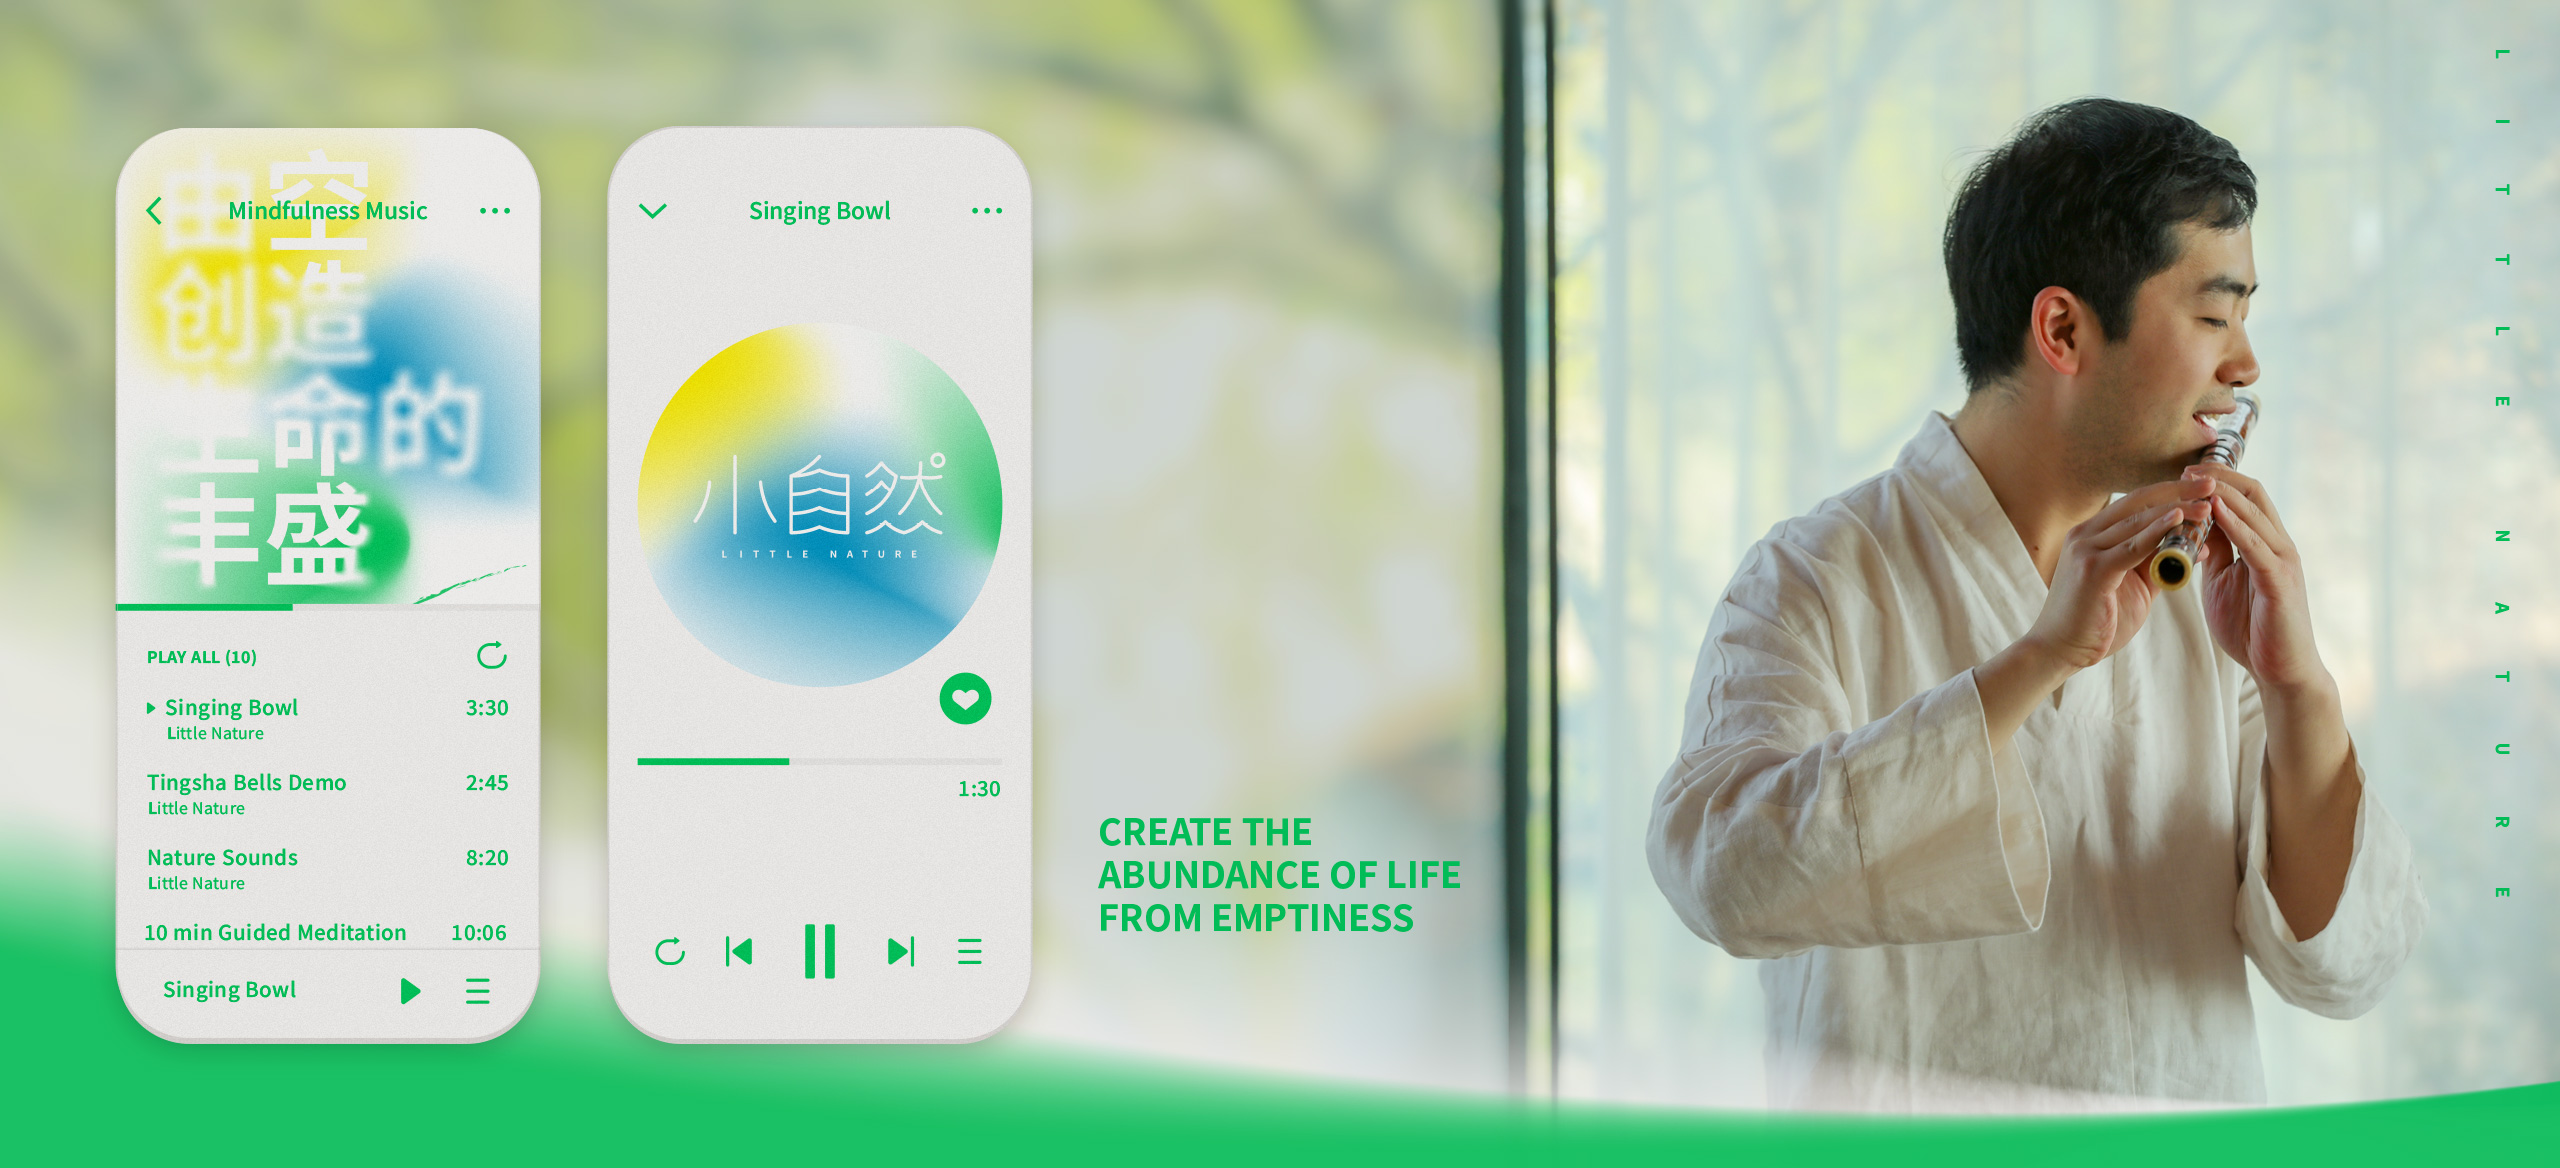 由空
创造
生命的
丰盛
Mindfulness Music
PLAY ALL (10)
Singing Bowl 3:30
Little Nature
Tingsha Bells Demo 2:45
Little Nature
Nature Sounds 8:20
Little Nature
10 min Guided Meditation 10:06
Singing Bowl
Singing Bowl
小自然
LITTLE NATURE
1:30
CREATE THE
ABUNDANCE OF LIFE
FROM EMPTINESS
LITTLE NATURE